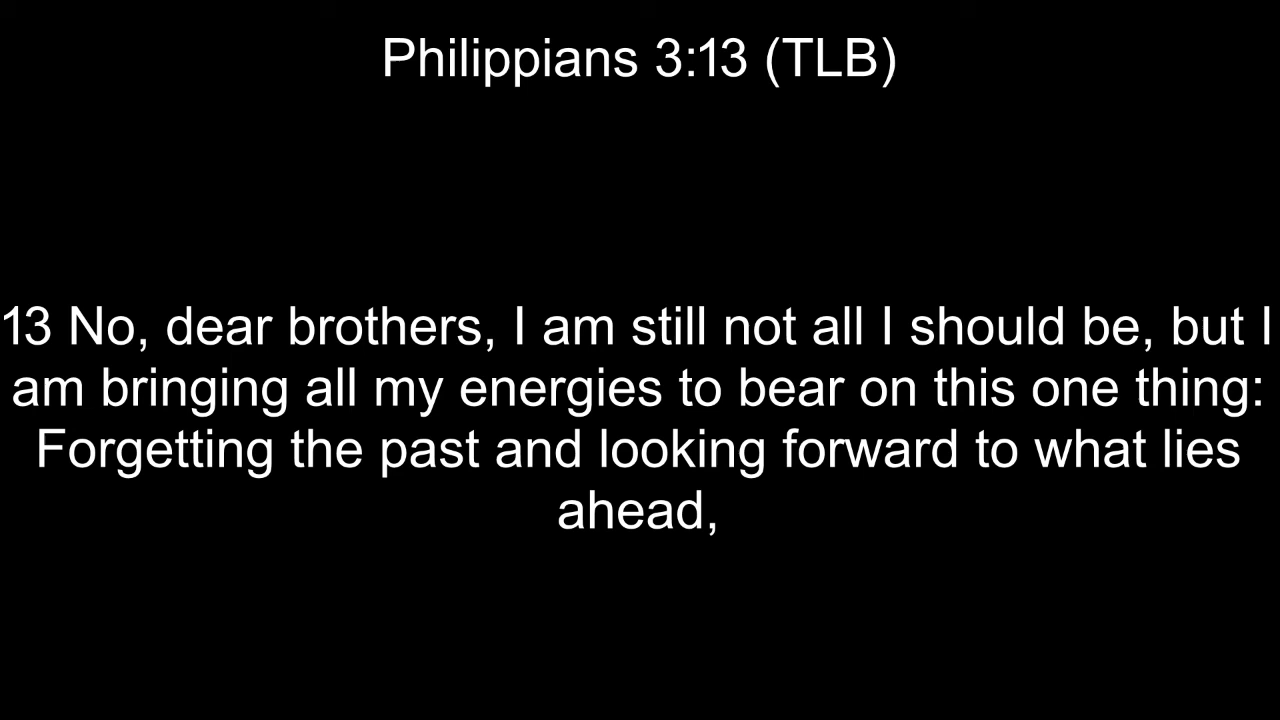 Philippians 3:13 (TLB)
13 No, dear brothers, I am still not all I should be, but I
am bringing all my energies to bear on this one thing:
Forgetting the past and looking forward to what lies
ahead,